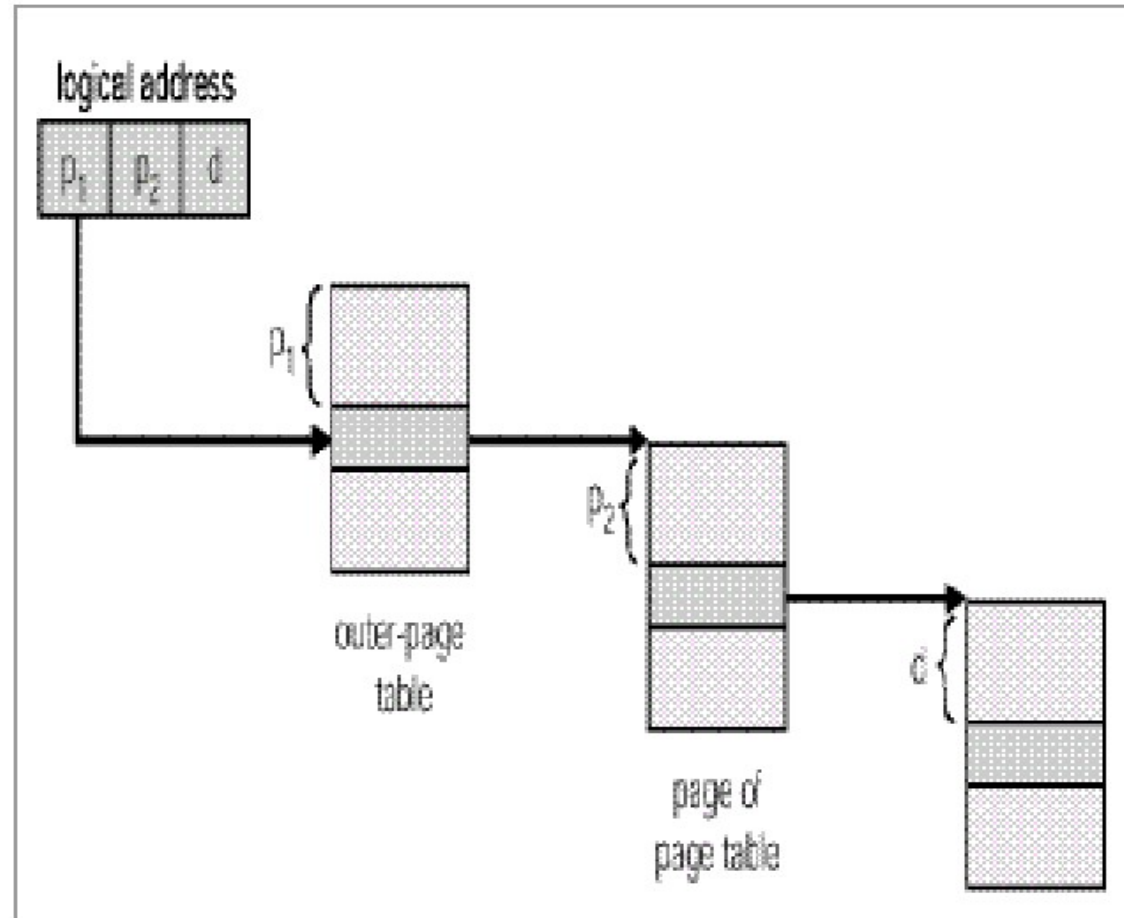 logical address
p₁ p₂ d
p₁
outer-page
table
p₂
page of
page table
d